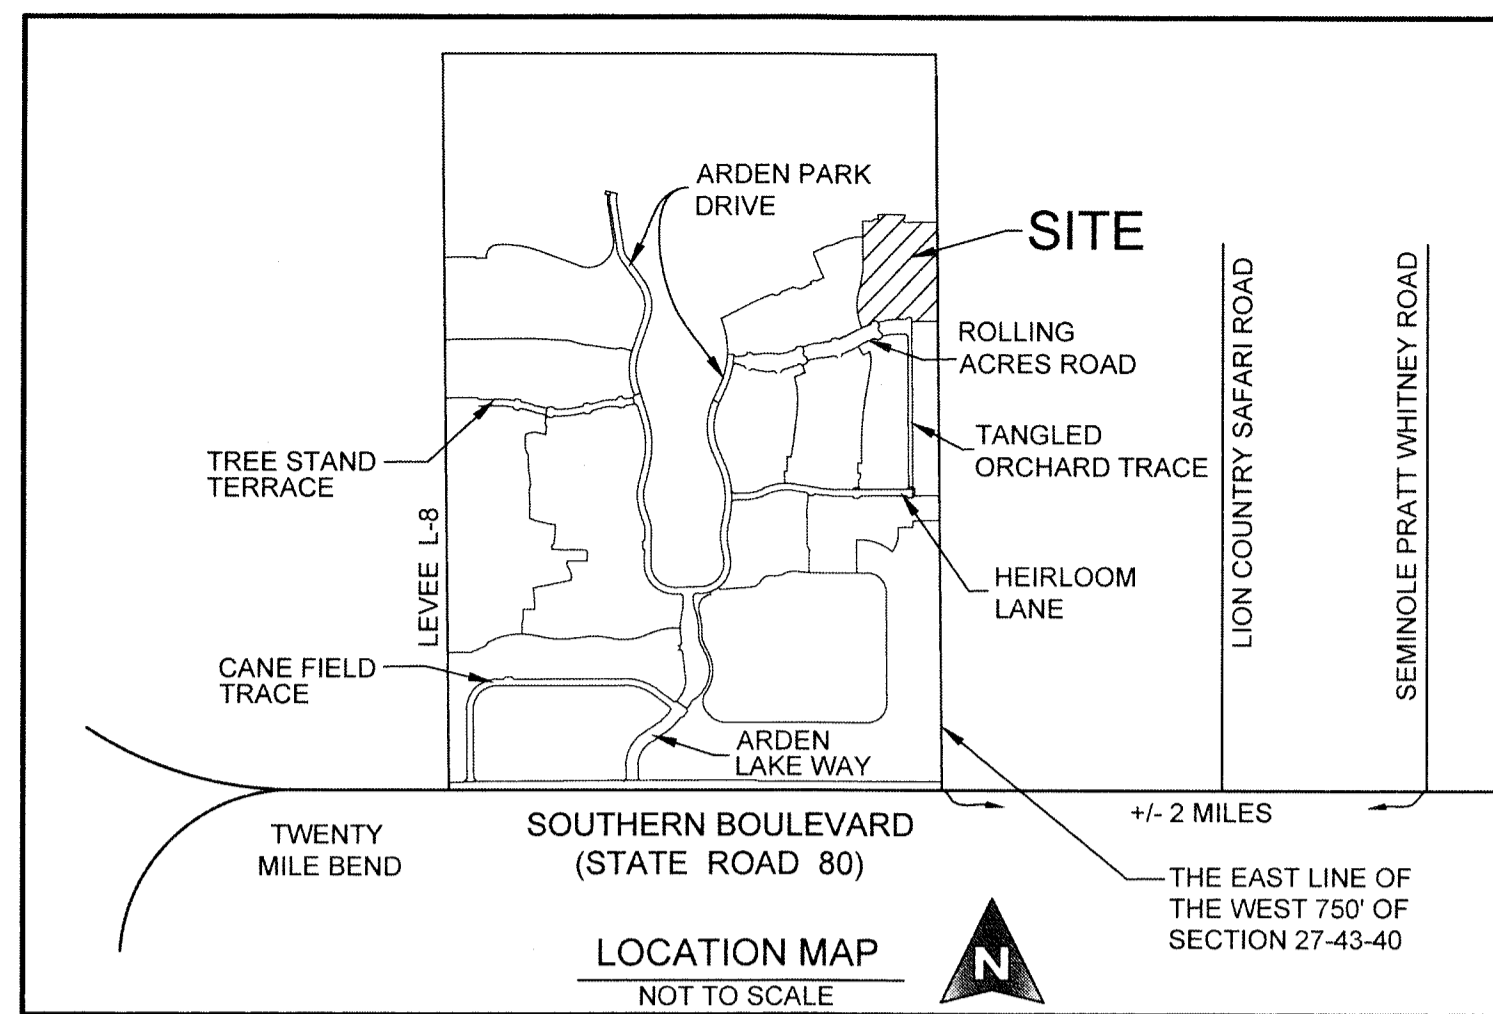 ARDEN PARK
DRIVE
SITE
ROLLING
ACRES ROAD
LION COUNTRY SAFARI ROAD
SEMINOLE PRATT WHITNEY ROAD
TANGLED
ORCHARD TRACE
TREE STAND
TERRACE
LEVEE L-8
HEIRLOOM
LANE
CANE FIELD
TRACE
ARDEN
LAKE WAY
+/- 2 MILES
TWENTY
MILE BEND
SOUTHERN BOULEVARD
(STATE ROAD 80)
THE EAST LINE OF
THE WEST 750' OF
SECTION 27-43-40
LOCATION MAP
NOT TO SCALE
N